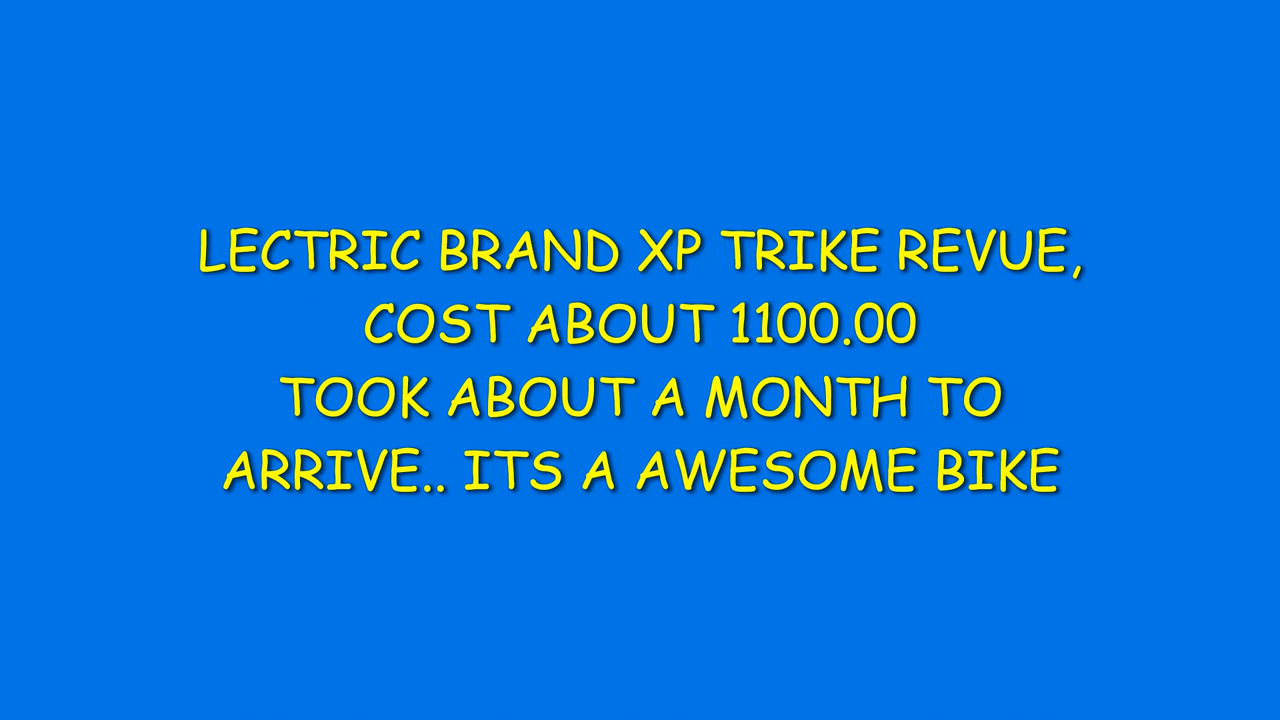 LECTRIC BRAND XP TRIKE REVUE,
COST ABOUT 1100.00
TOOK ABOUT A MONTH TO
ARRIVE.. ITS A AWESOME BIKE